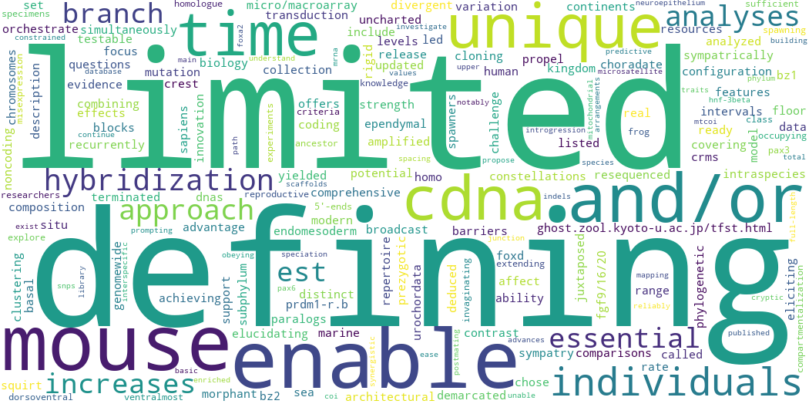 set
branch
micro/macroarray
homologue
transduction
uncharted
divergent
variation
continents
neuroepithelium
sufficient
specimens
orchestrate
simultaneously
constrained
testable
time
foxa2
include
levels
led
unique
investigate
resources
analyses
mrna
spawning
building
focus
biology
main
understand
rigid
updated
release
cloning
human
propel
kingdom
analyzed
sympatrically
choradate
configuration
predictive
upper
microsatellite
phylum
bz1
questions
database
mutation
evidence
crest
collection
values
knowledge
strength
criteria
coding
amplified
features
hnf-3beta
traits
intervals
floor
data
class
real
ready
model
occupying
covering
pax3
chromosomes
misexpression
description
noncoding
combining
effects
continue
blocks
recurrently
sapiens
innovation
offers
experiments
ependymal
ancestor
spawners
challenge
notably
mtcoi
mitochondrial
arrangements
introgression
frog
listed
limited
crms
total
hybridization
yielded
path
potential
spacing
homo
propose
constellations
species
resequenced
intraspecies
researchers
terminated
dnas
reproductive
scaffolds
comprehensive
cdna
and/or
indels
composition
exist
situ
approach
5'-ends
modern
advantage
endomesoderm
broadcast
barriers
ghost.zool.kyoto-u.ac.jp/tfst.html
full-length
explore
prompting
speciation
obeying
junction
extending
mapping
defining
clustering
basal
snps
library
genomewide
interspecific
achieving
support
subphylum
est
pax6
distinct
prdm1-r.b
paralogs
repertoire
prezygotic
urochordata
deduced
invaginating
foxd
affect
ability
juxtaposed
fgf9/16/20
range
phylogenetic
reliably
cryptic
eliciting
compartmentalization
published
mouse
enable
elucidating
marine
contrast
essential
sympatry
comparisons
called
rate
basic
squirt
increases
enriched
morphant
bz2
sea
coi
synergistic
ease
architectural
postmating
advances
demarcated
chose
unable
individuals
dorsoventral
ventralmost